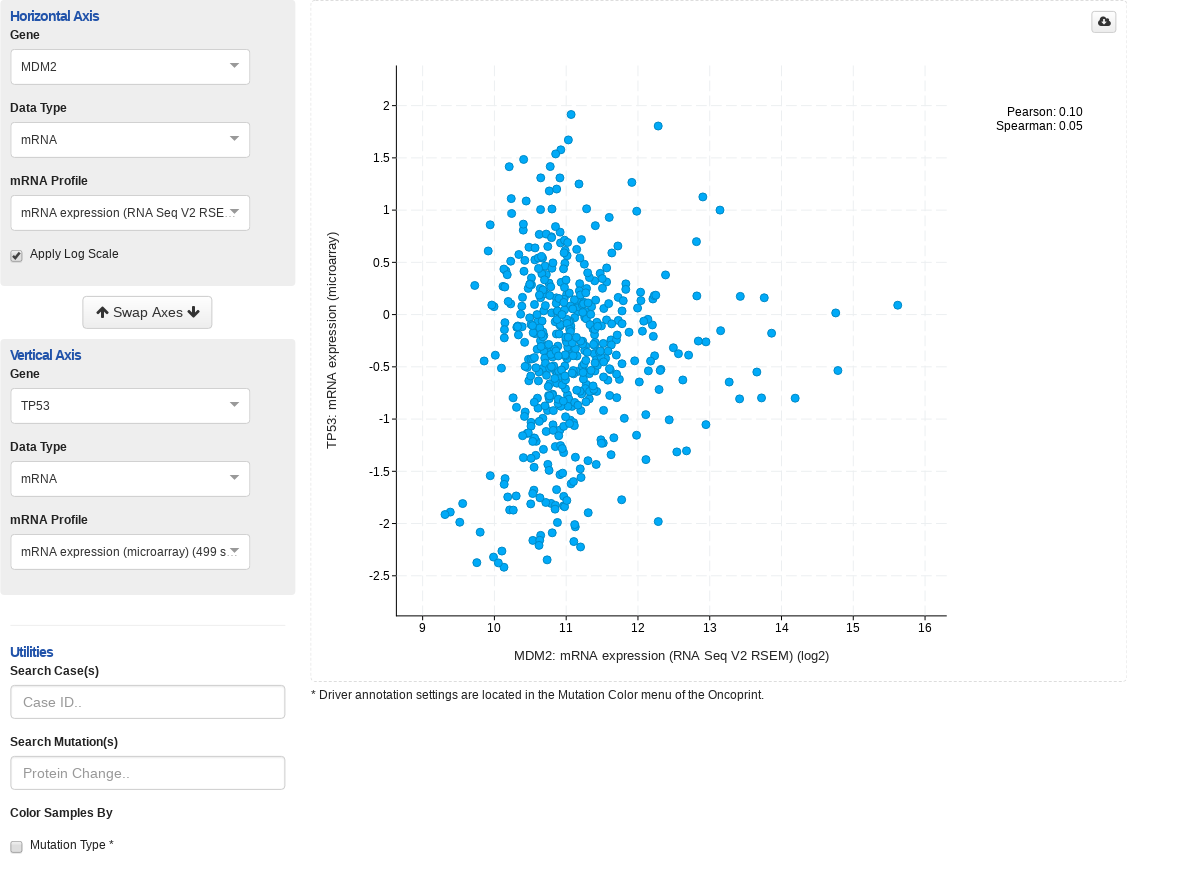 Horizontal Axis
Gene
MDM2
Data Type
mRNA
mRNA Profile
mRNA expression (RNA Seq V2 RSE...
Apply Log Scale
Swap Axes
Vertical Axis
Gene
TP53
Data Type
mRNA
mRNA Profile
mRNA expression (microarray) (499 s...
Utilities
Search Case(s)
Case ID..
Search Mutation(s)
Protein Change..
Color Samples By
Mutation Type *
Pearson: 0.10
Spearman: 0.05
TP53: mRNA expression (microarray)
2
1.5
1
0.5
0
-0.5
-1
-1.5
-2
-2.5
9 10 11 12 13 14 15 16
MDM2: mRNA expression (RNA Seq V2 RSEM) (log2)
* Driver annotation settings are located in the Mutation Color menu of the Oncoprint.